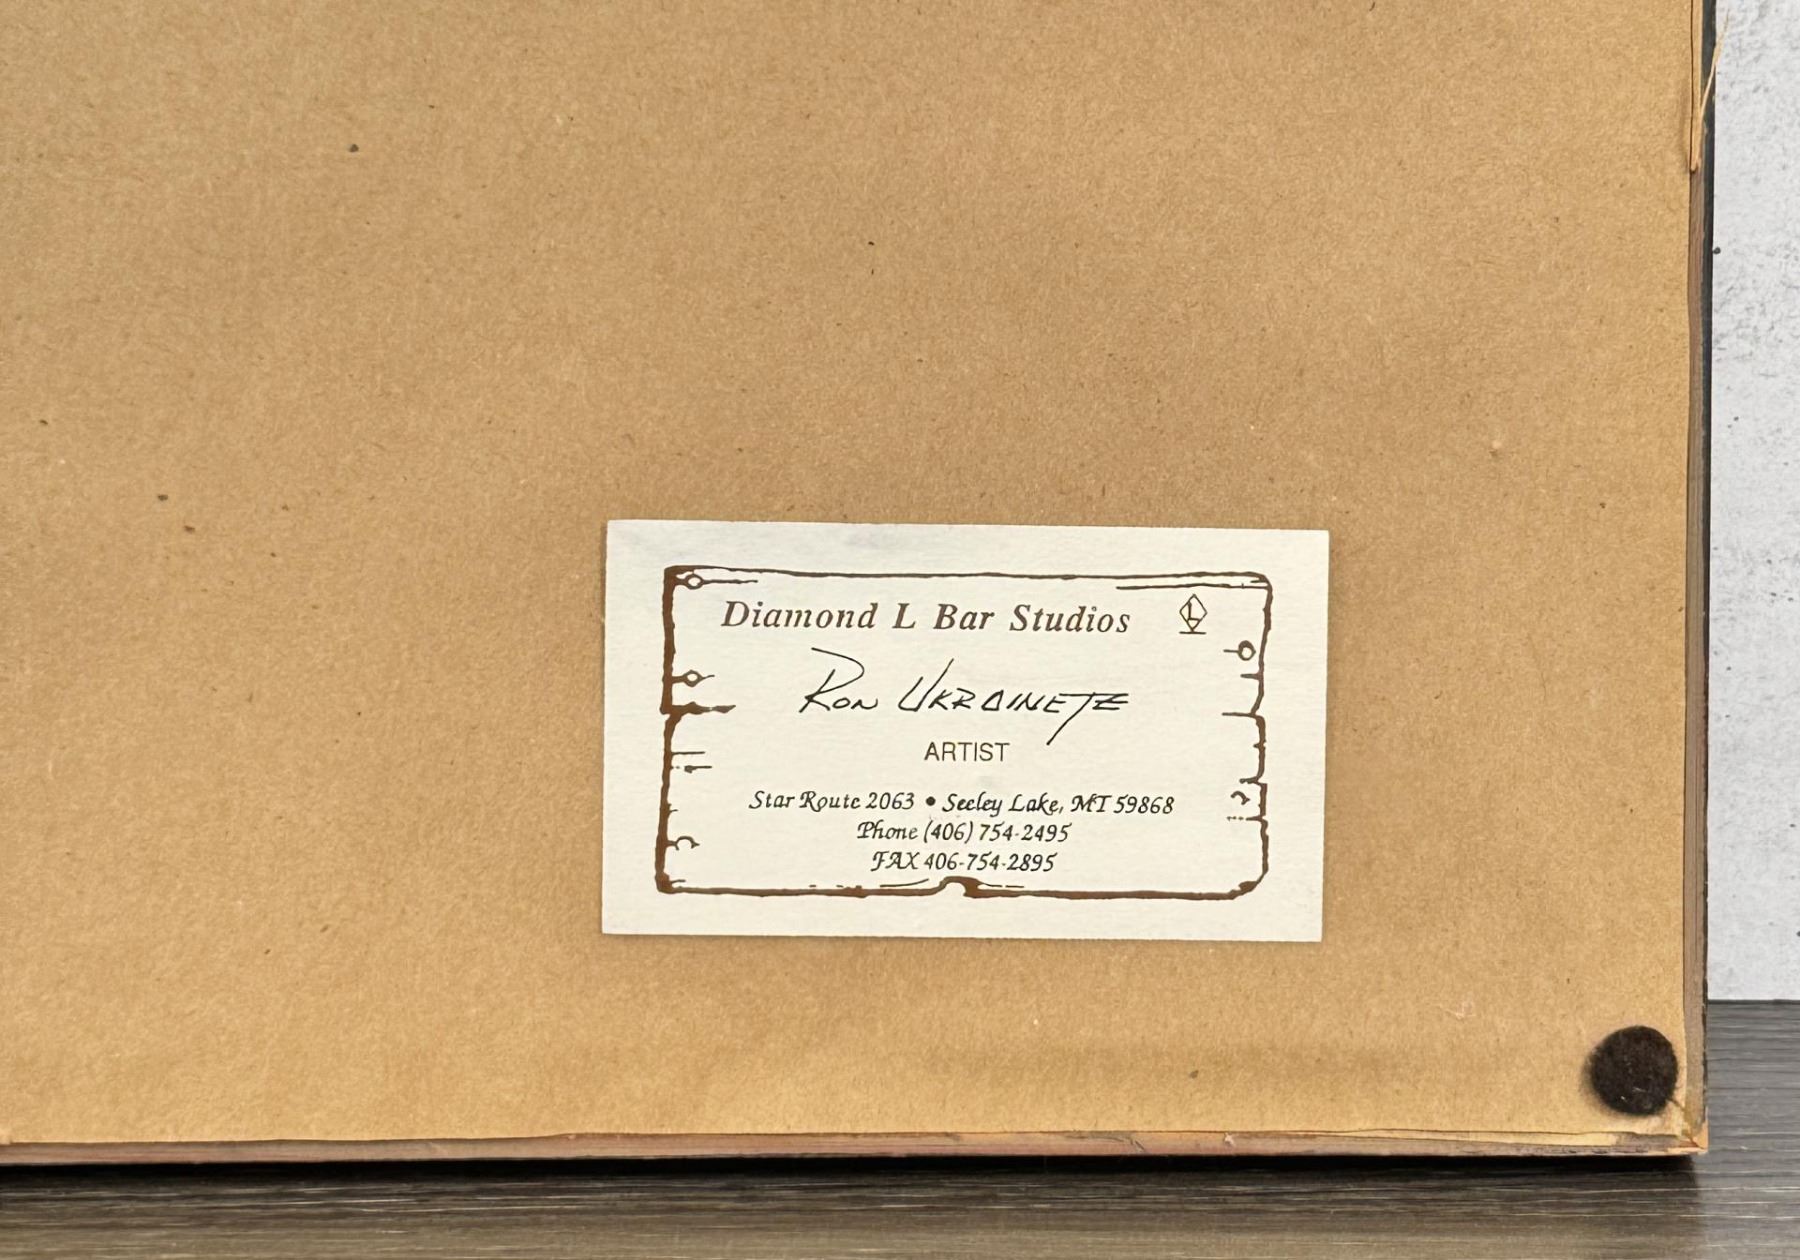 Diamond L Bar Studios
L
Ron Ukrainetz
ARTIST
Star Route 2063 • Seeley Lake, MT 59868
Phone (406) 754-2495
FAX 406-754-2895